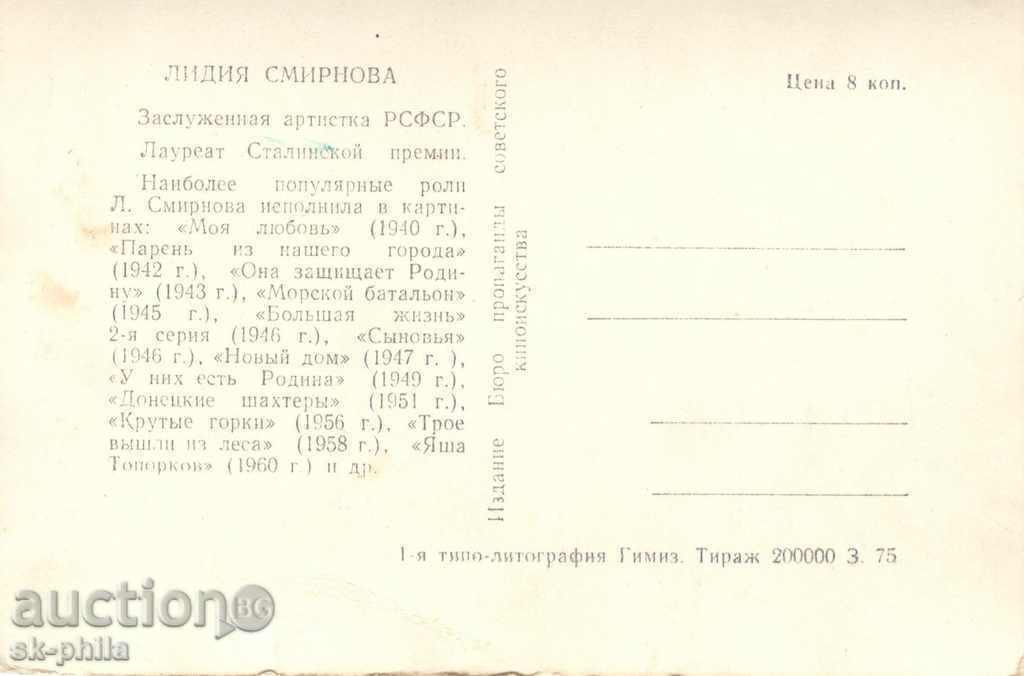 ЛИДИЯ СМИРНОВА
Заслуженная артистка РСФСР.
Лауреат Сталинской премии.
Наиболее популярные роли
Л. Смирнова исполнила в карти-
нах: «Моя любовь» (1940 г.),
«Парень из нашего города»
(1942 г.), «Она защищает Роди-
ну» (1943 г.), «Морской батальон»
(1945 г.), «Большая жизнь»
2-я серия (1946 г.), «Сыновья»
(1946 г.), «Новый дом» (1947 г. ),
«У них есть Родина» (1949 г.),
«Донецкие шахтеры» (1951 г.),
«Крутые горки» (1956 г.), «Трое
вышли из леса» (1958 г.), «Яша
Топорков» (1960 г.) и др.
Издание Бюро пропаганды советского
киноискусства
Цена 8 коп.
1-я типо-литография Гимиз. Тираж 200000 З. 75
auction BG
sk-phila